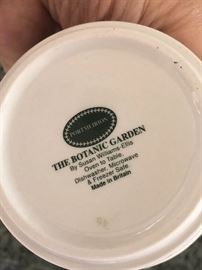 PORTMEIRION
THE BOTANIC GARDEN
By Susan Williams-Ellis
Oven to Table,
Dishwasher, Microwave
& Freezer Safe.
Made in Britain